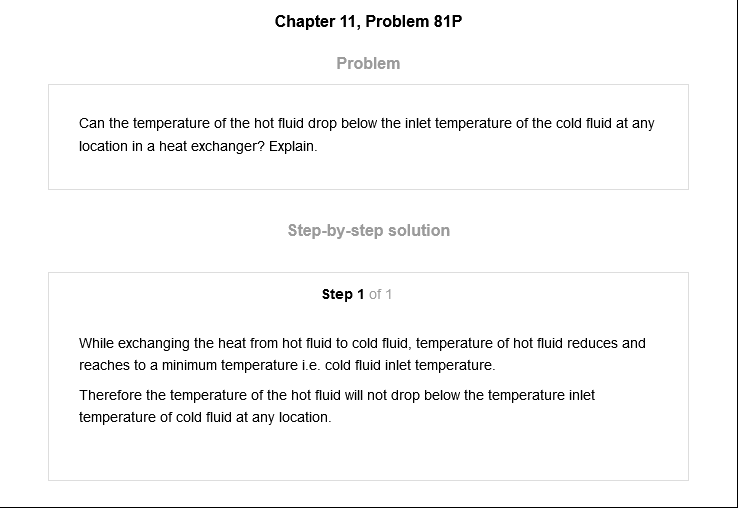 Chapter 11, Problem 81P
Problem
Can the temperature of the hot fluid drop below the inlet temperature of the cold fluid at any
location in a heat exchanger? Explain.
Step-by-step solution
Step 1 of 1
While exchanging the heat from hot fluid to cold fluid, temperature of hot fluid reduces and
reaches to a minimum temperature i.e. cold fluid inlet temperature.
Therefore the temperature of the hot fluid will not drop below the temperature inlet
temperature of cold fluid at any location.